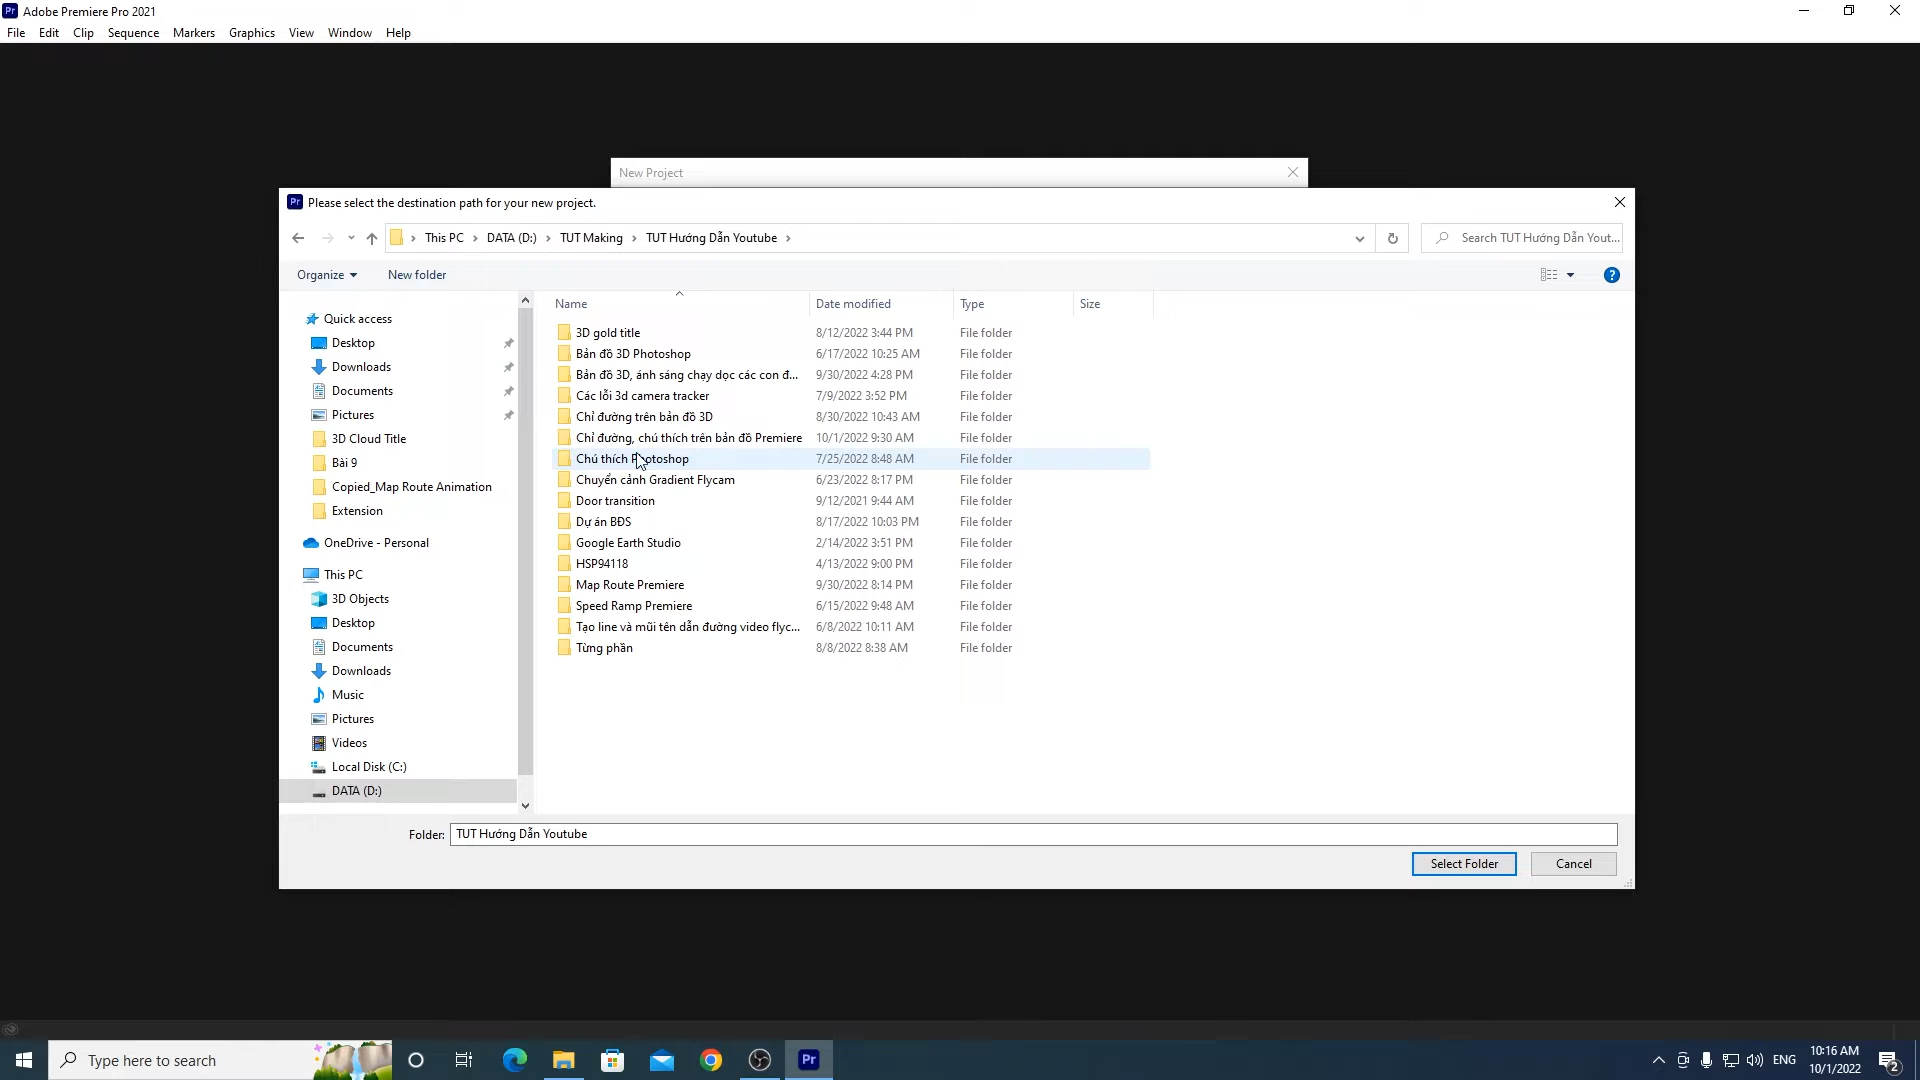 Adobe Premiere Pro 2021
File Edit Clip Sequence Markers Graphics View Window Help
New Project
Please select the destination path for your new project.
This PC > DATA (D:) > TUT Making > TUT Hướng Dẫn Youtube >
Search TUT Hướng Dẫn Yout...
Organize
New folder
Quick access
Desktop
Downloads
Documents
Pictures
3D Cloud Title
Bài 9
Copied_Map Route Animation
Extension
OneDrive - Personal
This PC
3D Objects
Desktop
Documents
Downloads
Music
Pictures
Videos
Local Disk (C:)
DATA (D:)
Name Date modified Type Size
3D gold title 8/12/2022 3:44 PM File folder
Bản đồ 3D Photoshop 6/17/2022 10:25 AM File folder
Bản đồ 3D, ánh sáng chạy dọc các con đ... 9/30/2022 4:28 PM File folder
Các lỗi 3d camera tracker 7/9/2022 3:52 PM File folder
Chỉ đường trên bản đồ 3D 8/30/2022 10:43 AM File folder
Chỉ đường, chú thích trên bản đồ Premiere 10/1/2022 9:30 AM File folder
Chú thích Photoshop 7/25/2022 8:48 AM File folder
Chuyển cảnh Gradient Flycam 6/23/2022 8:17 PM File folder
Door transition 9/12/2021 9:44 AM File folder
Dự án BĐS 8/17/2022 10:03 PM File folder
Google Earth Studio 2/14/2022 3:51 PM File folder
HSP94118 4/13/2022 9:00 PM File folder
Map Route Premiere 9/30/2022 8:14 PM File folder
Speed Ramp Premiere 6/15/2022 9:48 AM File folder
Tạo line và mũi tên dẫn đường video flyc... 6/8/2022 10:11 AM File folder
Từng phần 8/8/2022 8:38 AM File folder
Folder: TUT Hướng Dẫn Youtube
Select Folder
Cancel
Type here to search
Pr
ENG
10:16 AM
10/1/2022
2